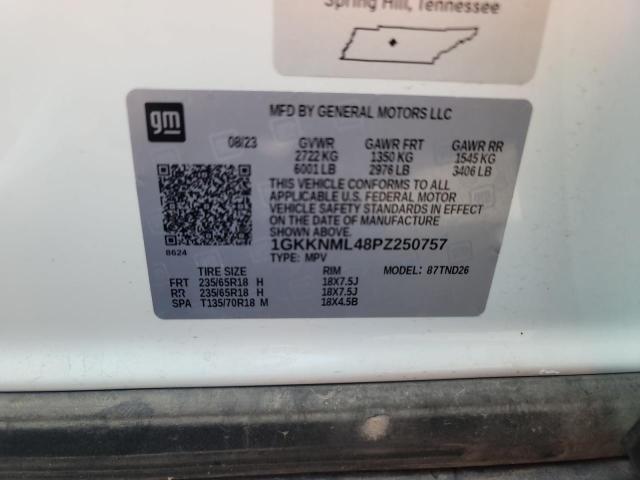 Spring Hill, Tennessee
gm
MFD BY GENERAL MOTORS LLC
08/23 GVWR GAWR FRT GAWR RR
2722 KG 1350 KG 1545 KG
6001 LB 2976 LB 3406 LB
THIS VEHICLE CONFORMS TO ALL
APPLICABLE U.S. FEDERAL MOTOR
VEHICLE SAFETY STANDARDS IN EFFECT
ON THE DATE OF MANUFACTURE
SHOWN ABOVE.
8624
1GKKNML48PZ250757
TYPE: MPV
TIRE SIZE RIM MODEL: 87TND26
FRT 235/65R18 H 18X7.5J
RR 235/65R18 H 18X7.5J
SPA T135/70R18 M 18X4.5B